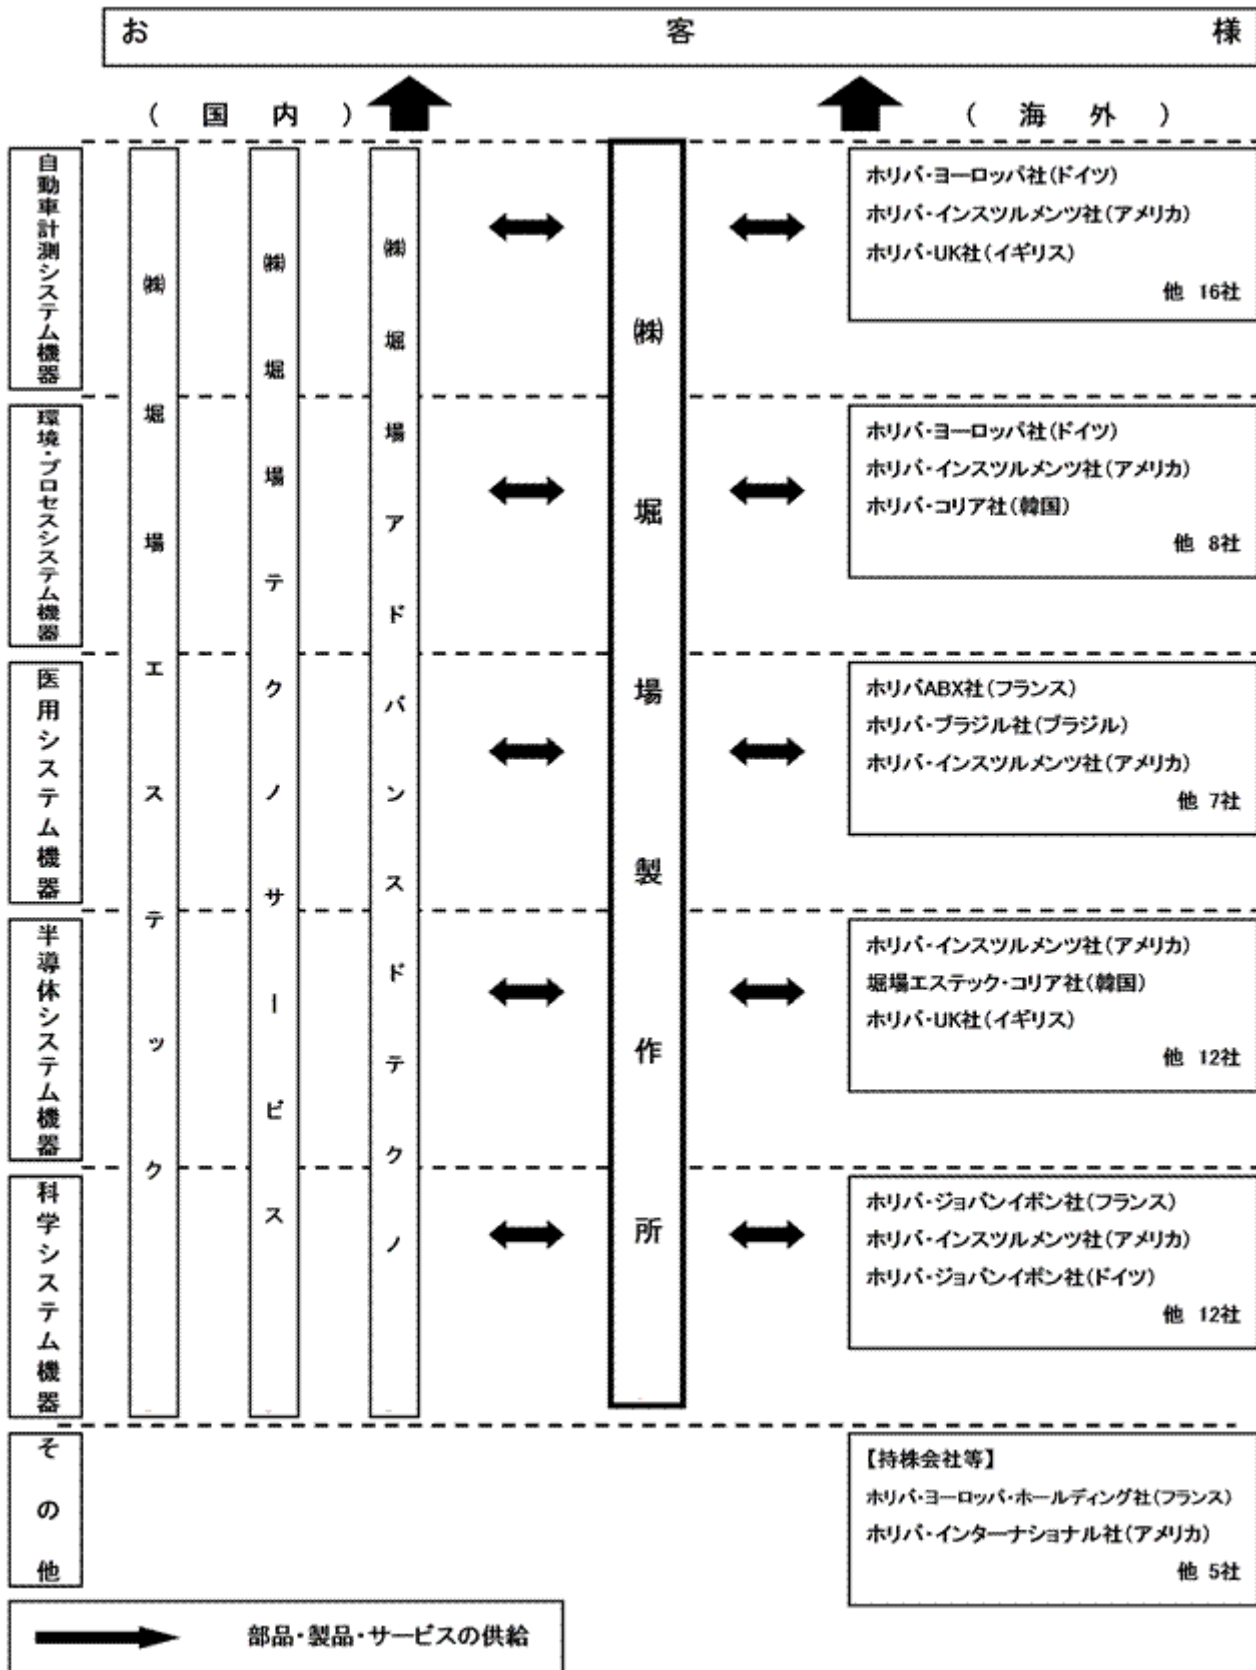 お客様
(国内)
(海外)
自動車計測システム機器
㈱堀場エステック
㈱堀場テクノサービス
㈱堀場アドバンスドテクノ
㈱堀場製作所
ホリバ・ヨーロッパ社(ドイツ)
ホリバ・インスツルメンツ社(アメリカ)
ホリバ・UK社(イギリス)
他 16社
環境・プロセスシステム機器
ホリバ・ヨーロッパ社(ドイツ)
ホリバ・インスツルメンツ社(アメリカ)
ホリバ・コリア社(韓国)
他 8社
医用システム機器
ホリバABX社(フランス)
ホリバ・ブラジル社(ブラジル)
ホリバ・インスツルメンツ社(アメリカ)
他 7社
半導体システム機器
ホリバ・インスツルメンツ社(アメリカ)
堀場エステック・コリア社(韓国)
ホリバ・UK社(イギリス)
他 12社
科学システム機器
ホリバ・ジョバンイボン社(フランス)
ホリバ・インスツルメンツ社(アメリカ)
ホリバ・ジョバンイボン社(ドイツ)
他 12社
その他
【持株会社等】
ホリバ・ヨーロッパ・ホールディング社(フランス)
ホリバ・インターナショナル社(アメリカ)
他 5社
部品・製品・サービスの供給